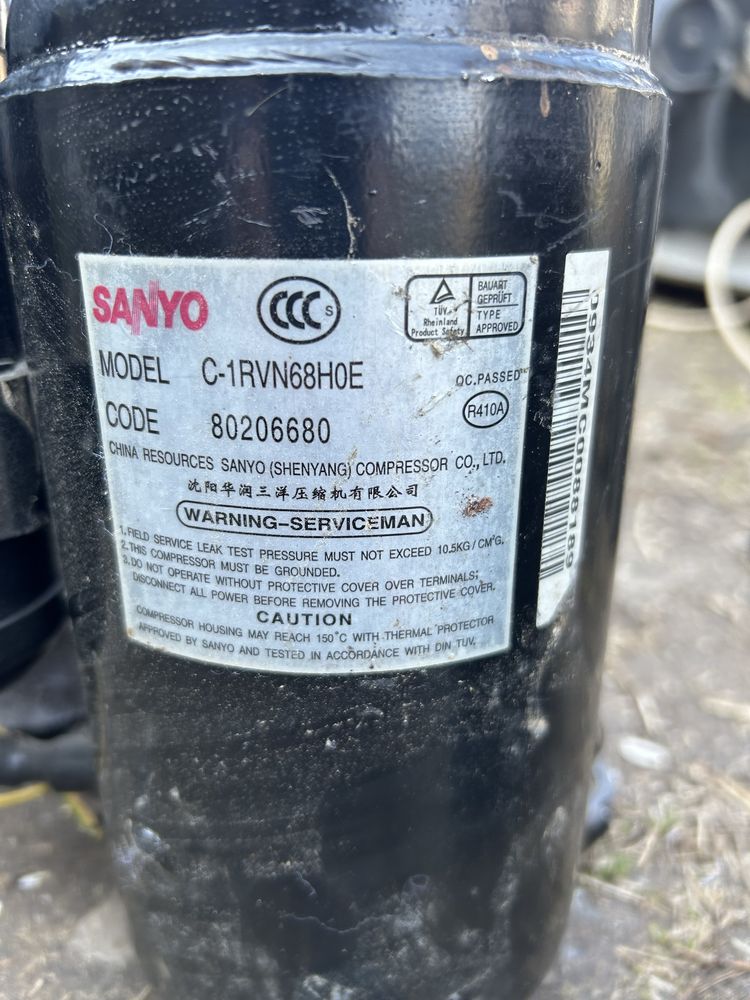 SANYO
CCC S
TÜV
Rheinland
Product Safety
BAUART
GEPRÜFT
TYPE
APPROVED
MODEL C-1RVN68H0E
QC.PASSED
CODE 80206680
R410A
CHINA RESOURCES SANYO (SHENYANG) COMPRESSOR CO., LTD.
沈阳华润三洋压缩机有限公司
WARNING-SERVICEMAN
1. FIELD SERVICE LEAK TEST PRESSURE MUST NOT EXCEED 10.5KG / CM²G.
2. THIS COMPRESSOR MUST BE GROUNDED.
3. DO NOT OPERATE WITHOUT PROTECTIVE COVER OVER TERMINALS;
DISCONNECT ALL POWER BEFORE REMOVING THE PROTECTIVE COVER.
CAUTION
COMPRESSOR HOUSING MAY REACH 150°C WITH THERMAL PROTECTOR
APPROVED BY SANYO AND TESTED IN ACCORDANCE WITH DIN TUV.
0934MC0088189